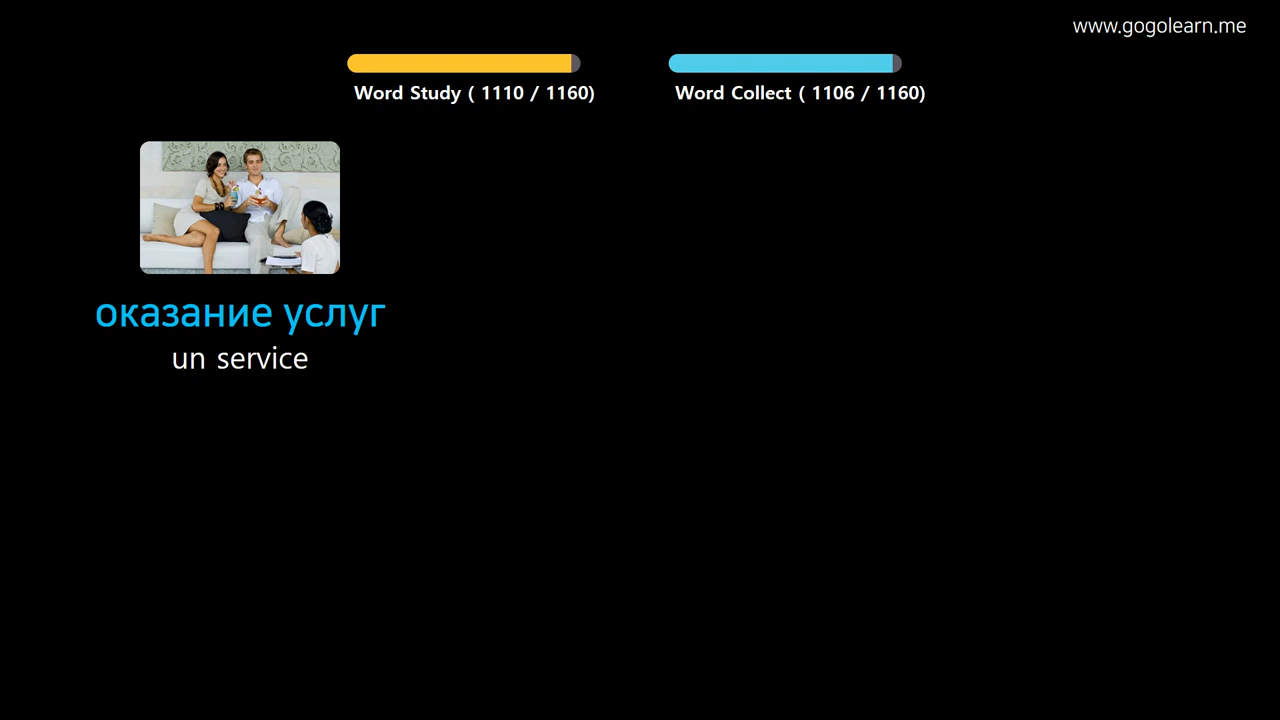 www.gogolearn.me
Word Study ( 1110 / 1160)
Word Collect ( 1106 / 1160)
оказание услуг
un service